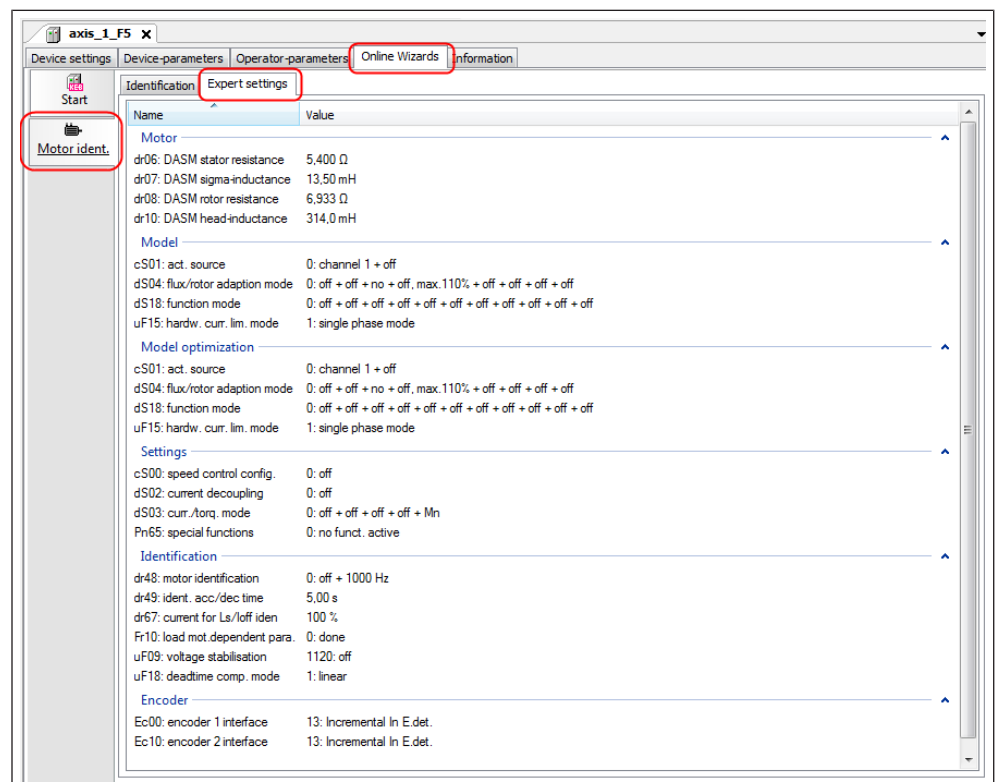 axis_1_F5 X
Device settings Device-parameters Operator-parameters Online Wizards Information
Start
Motor ident.
Identification Expert settings
Name Value
Motor
dr06: DASM stator resistance 5,400 Ω
dr07: DASM sigma-inductance 13,50 mH
dr08: DASM rotor resistance 6,933 Ω
dr10: DASM head-inductance 314,0 mH
Model
cS01: act. source 0: channel 1 + off
dS04: flux/rotor adaption mode 0: off + off + no + off, max.110% + off + off + off + off
dS18: function mode 0: off + off + off + off + off + off + off + off + off + off + off
uF15: hardw. curr. lim. mode 1: single phase mode
Model optimization
cS01: act. source 0: channel 1 + off
dS04: flux/rotor adaption mode 0: off + off + no + off, max.110% + off + off + off + off
dS18: function mode 0: off + off + off + off + off + off + off + off + off + off + off
uF15: hardw. curr. lim. mode 1: single phase mode
Settings
cS00: speed control config. 0: off
dS02: current decoupling 0: off
dS03: curr./torq. mode 0: off + off + off + off + Mn
Pn65: special functions 0: no funct. active
Identification
dr48: motor identification 0: off + 1000 Hz
dr49: ident. acc/dec time 5,00 s
dr67: current for Ls/Ioff iden 100 %
Fr10: load mot.dependent para. 0: done
uF09: voltage stabilisation 1120: off
uF18: deadtime comp. mode 1: linear
Encoder
Ec00: encoder 1 interface 13: Incremental In E.det.
Ec10: encoder 2 interface 13: Incremental In E.det.